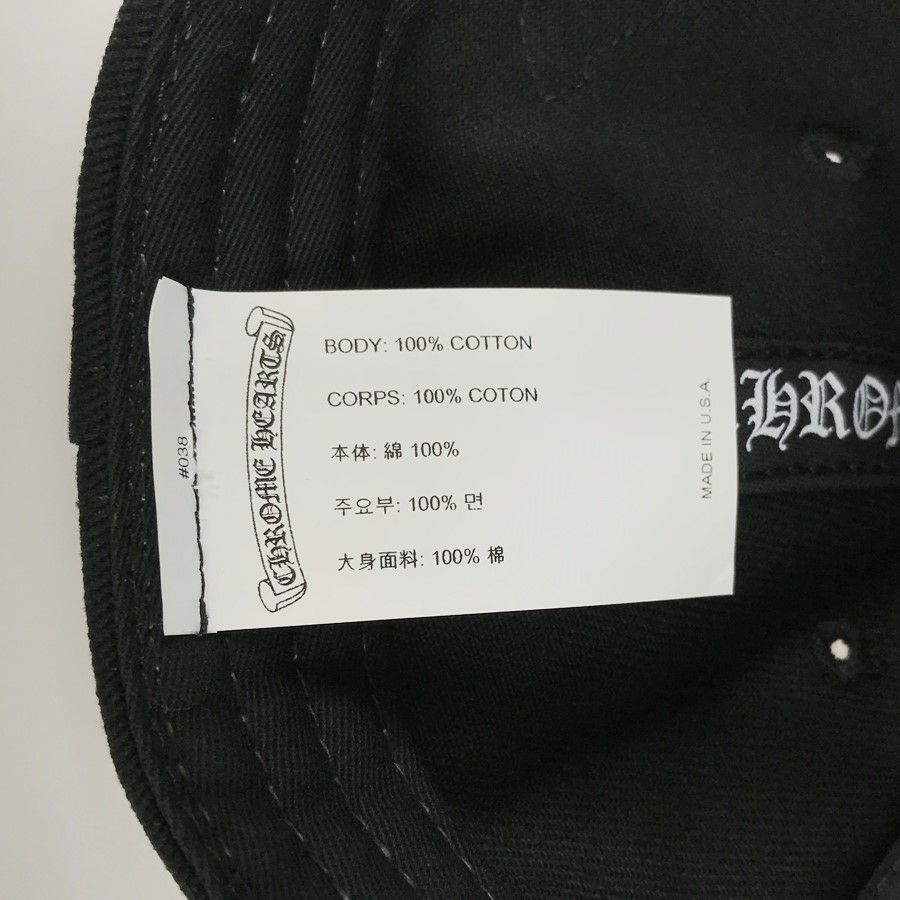 #038
CHROME HEARTS
BODY: 100% COTTON
CORPS: 100% COTON
本体: 綿 100%
주요부: 100% 면
大身面料: 100% 棉
MADE IN U.S.A.
CHRO